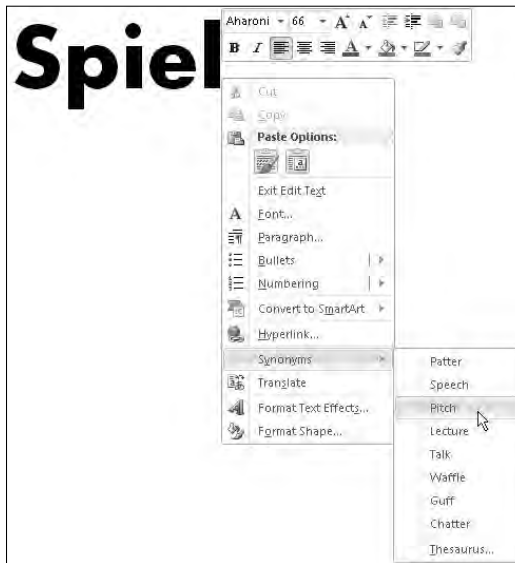 Spiel
Aharoni 66 A A
B I A
Cut
Copy
Paste Options:
a
Exit Edit Text
A Font...
Paragraph...
Bullets
Numbering
Convert to SmartArt
Hyperlink...
Synonyms
Translate
Format Text Effects...
Format Shape...
Patter
Speech
Pitch
Lecture
Talk
Waffle
Guff
Chatter
Thesaurus...